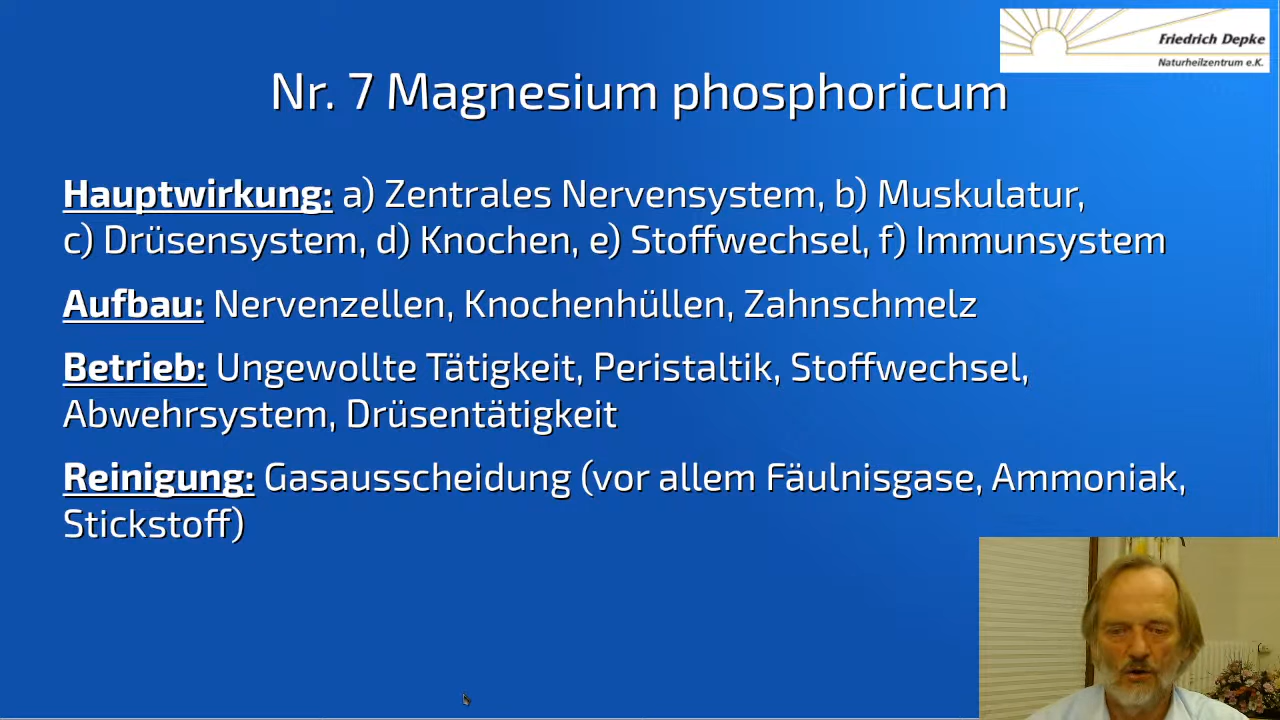 Friedrich Depke
Naturheilzentrum e.K.
Nr. 7 Magnesium phosphoricum
Hauptwirkung: a) Zentrales Nervensystem, b) Muskulatur,
c) Drüsensystem, d) Knochen, e) Stoffwechsel, f) Immunsystem
Aufbau: Nervenzellen, Knochenhüllen, Zahnschmelz
Betrieb: Ungewollte Tätigkeit, Peristaltik, Stoffwechsel,
Abwehrsystem, Drüsentätigkeit
Reinigung: Gasausscheidung (vor allem Fäulnisgase, Ammoniak,
Stickstoff)